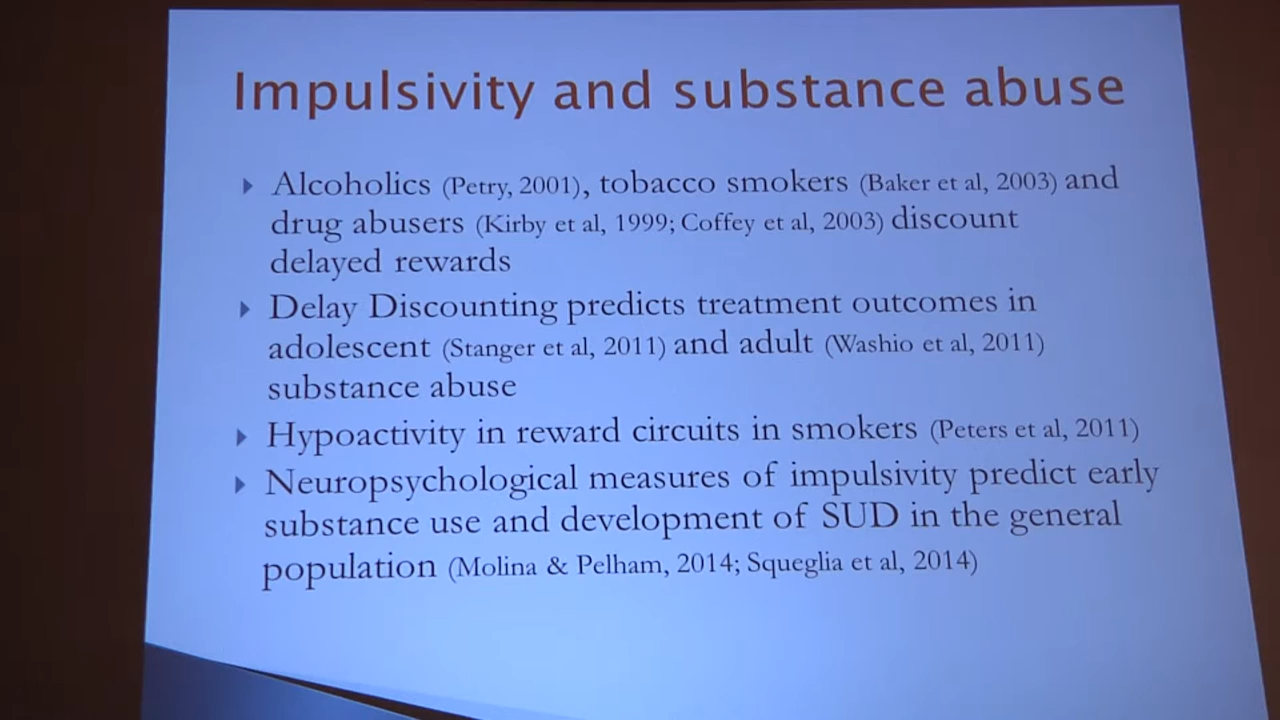 Impulsivity and substance abuse
Alcoholics (Petry, 2001), tobacco smokers (Baker et al, 2003) and
drug abusers (Kirby et al, 1999; Coffey et al, 2003) discount
delayed rewards
Delay Discounting predicts treatment outcomes in
adolescent (Stanger et al, 2011) and adult (Washio et al, 2011)
substance abuse
Hypoactivity in reward circuits in smokers (Peters et al, 2011)
Neuropsychological measures of impulsivity predict early
substance use and development of SUD in the general
population (Molina & Pelham, 2014; Squeglia et al, 2014)